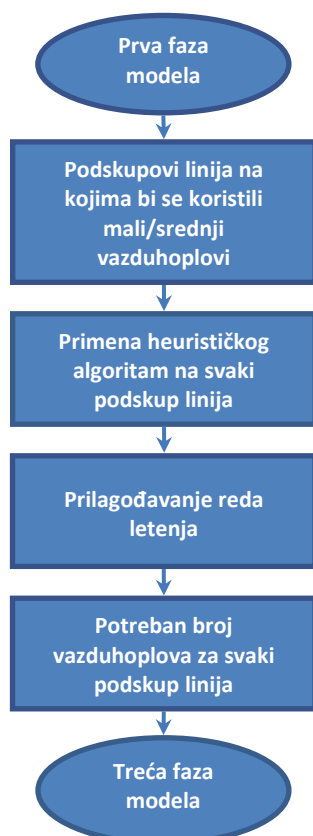 Prva faza
modela
Podskupovi linija na
kojima bi se koristili
mali/srednji
vazduhoplovi
Primena heurističkog
algoritam na svaki
podskup linija
Prilagođavanje reda
letenja
Potreban broj
vazduhoplova za svaki
podskup linija
Treća faza
modela